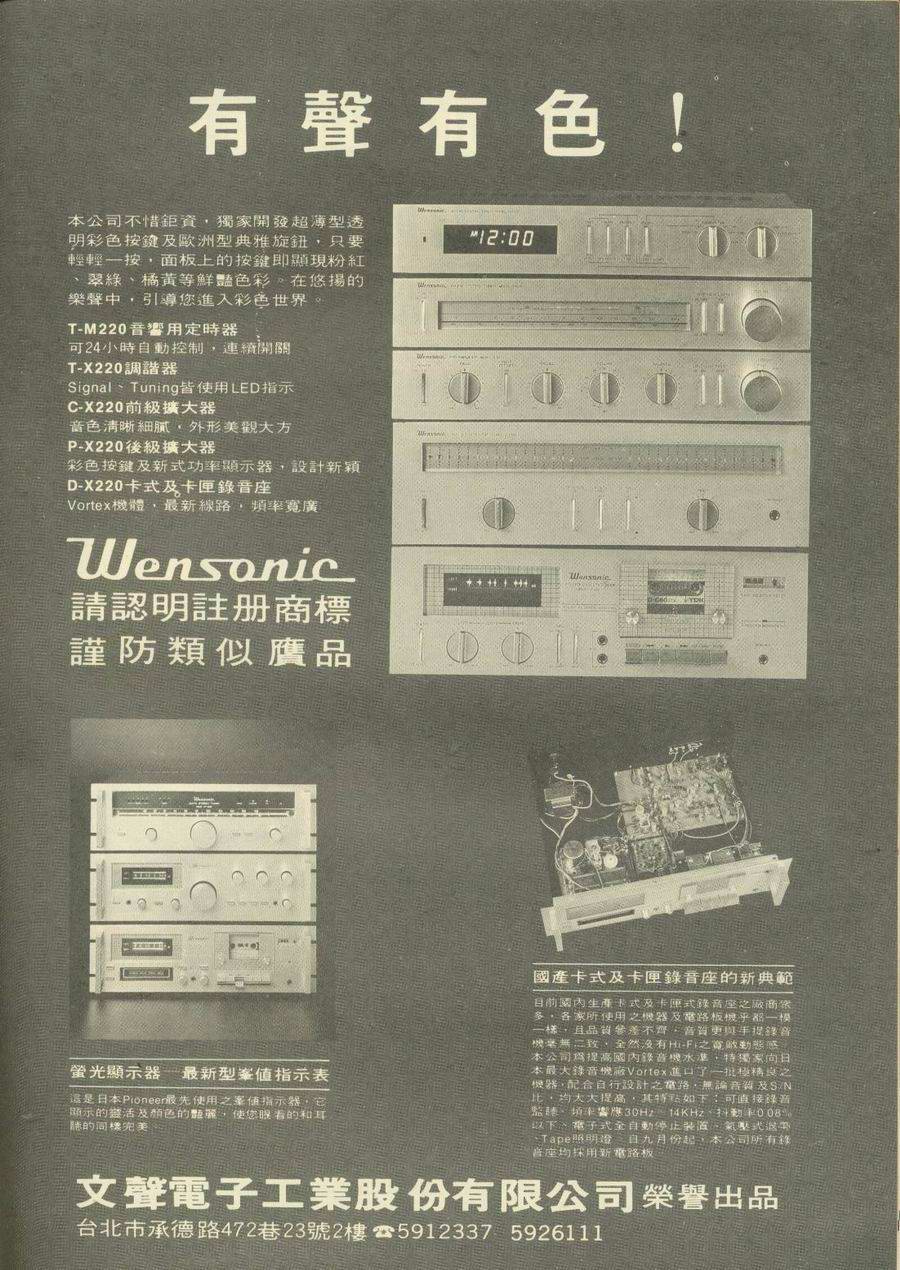 有聲有色！
本公司不惜鉅資，獨家開發超薄型透
明彩色按鍵及歐洲型典雅旋鈕，只要
輕輕一按，面板上的按鍵即顯現粉紅
、翠綠、橘黃等鮮豔色彩。在悠揚的
樂聲中，引導您進入彩色世界。
T-M220音響用定時器
可24小時自動控制，連續開關
T-X220調諧器
Signal、Tuning皆使用LED指示
C-X220前級擴大器
音色清晰細膩，外形美觀大方
P-X220後級擴大器
彩色按鍵及新式功率顯示器，設計新穎
D-X220卡式及卡匣錄音座
Vortex機體，最新線路，頻率寬廣
Wensonic
請認明註册商標
謹防類似贋品
Wensonic
12:00
Wensonic
Wensonic
Wensonic
Wensonic
TDK
Wensonic
螢光顯示器　最新型峯值指示表
這是日本Pioneer最先使用之峯值指示器，它
顯示的靈活及顏色的豔麗，使您眼看的和耳
聽的同樣完美。
國產卡式及卡匣錄音座的新典範
目前國內生產卡式及卡匣式錄音座之廠商衆
多，各家所使用之機器及電路板機乎都一模
一樣，且品質參差不齊，音質更與手提錄音
機毫無二致，全然沒有Hi-Fi之寬敞動態感。
本公司爲提高國內錄音機水準，特獨家向日
本最大錄音機廠Vortex進口了一批極精良之
機器，配合自行設計之電路，無論音質及S/N
比，均大大提高，其特點如下：可直接錄音
監聽、頻率響應30Hz～14KHz、抖動率0.08%
以下、電子式全自動停止裝置、氣壓式退帶
、Tape照明燈。自九月份起，本公司所有錄
音座均採用新電路板。
文聲電子工業股份有限公司榮譽出品
台北市承德路472巷23號2樓 ☎5912337 5926111